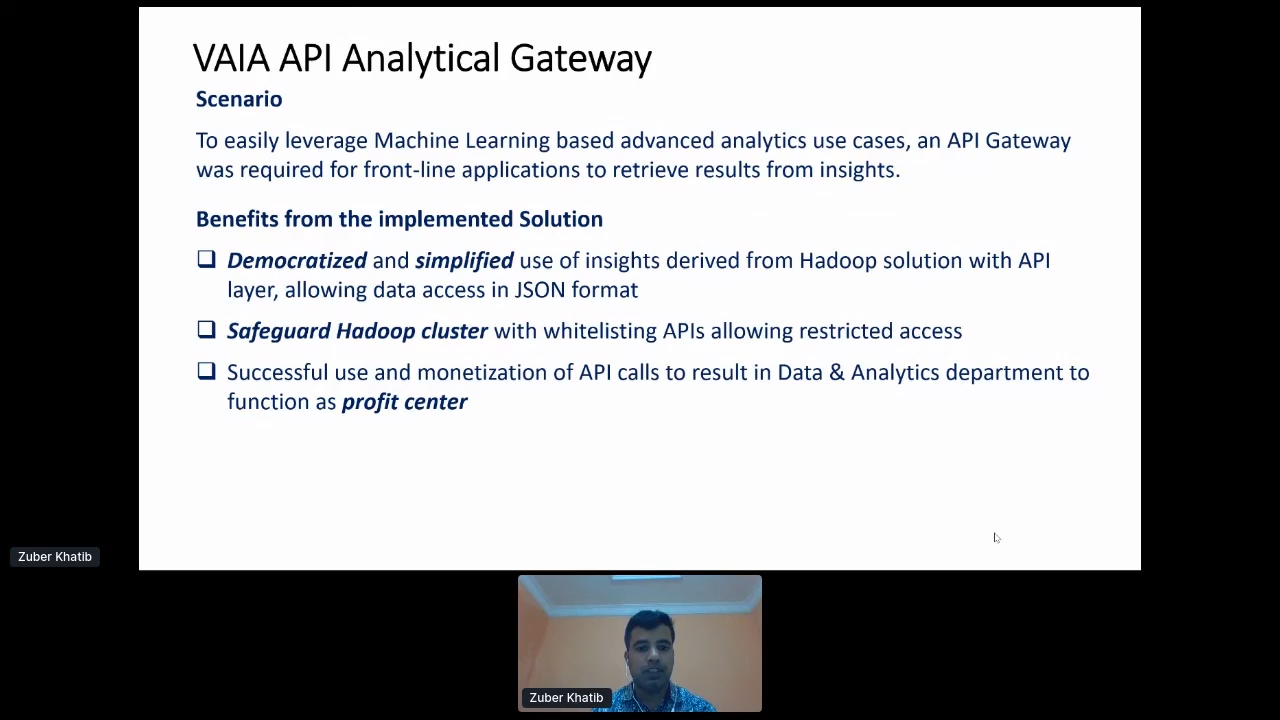 VAIA API Analytical Gateway
Scenario
To easily leverage Machine Learning based advanced analytics use cases, an API Gateway
was required for front-line applications to retrieve results from insights.
Benefits from the implemented Solution
Democratized and simplified use of insights derived from Hadoop solution with API
layer, allowing data access in JSON format
Safeguard Hadoop cluster with whitelisting APIs allowing restricted access
Successful use and monetization of API calls to result in Data & Analytics department to
function as profit center
Zuber Khatib
Zuber Khatib